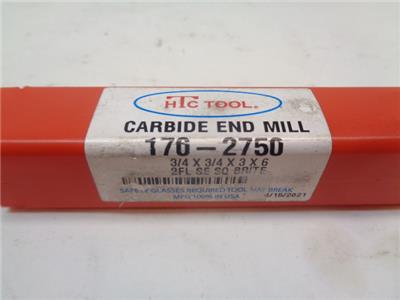 HTC TOOL®
CARBIDE END MILL
176-2750
3/4 X 3/4 X 3 X 6
2FL SE SQ BRITE
SAFETY GLASSES REQUIRED TOOL MAY BREAK
MFG 100% IN USA